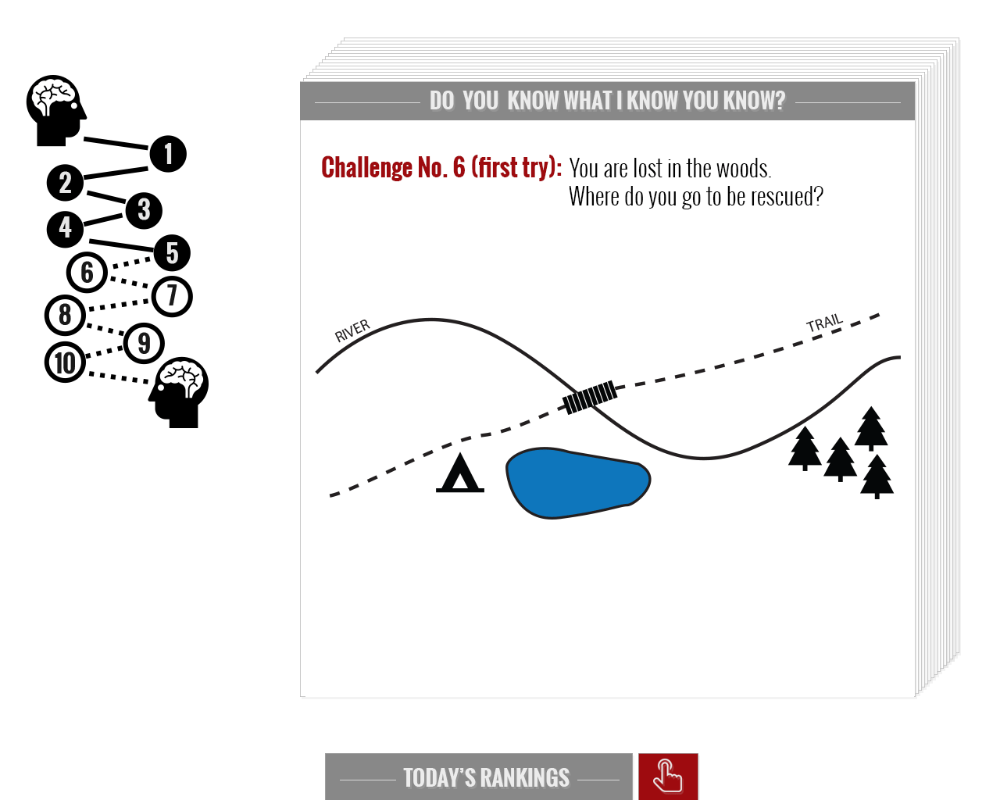 DO YOU KNOW WHAT I KNOW YOU KNOW?
Challenge No. 6 (first try): You are lost in the woods.
Where do you go to be rescued?
1
2
3
4
5
6
7
8
9
10
RIVER
TRAIL
TODAY'S RANKINGS